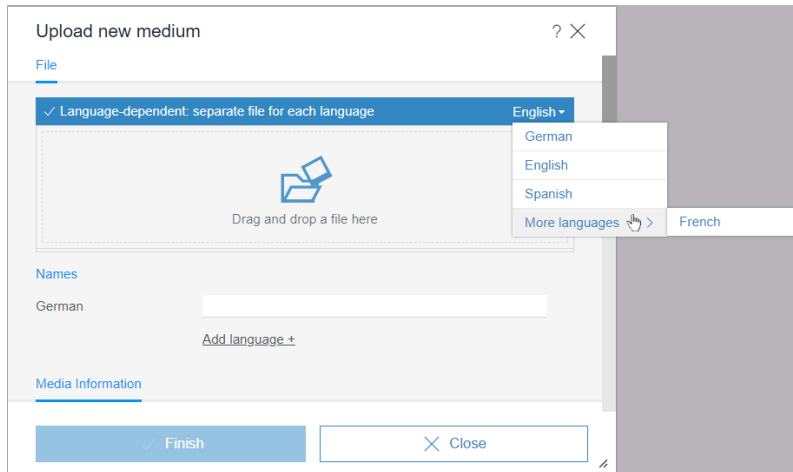 Upload new medium ?
File
Language-dependent: separate file for each language English
German
English
Spanish
More languages > French
Drag and drop a file here
Names
German
Add language +
Media Information
Finish Close